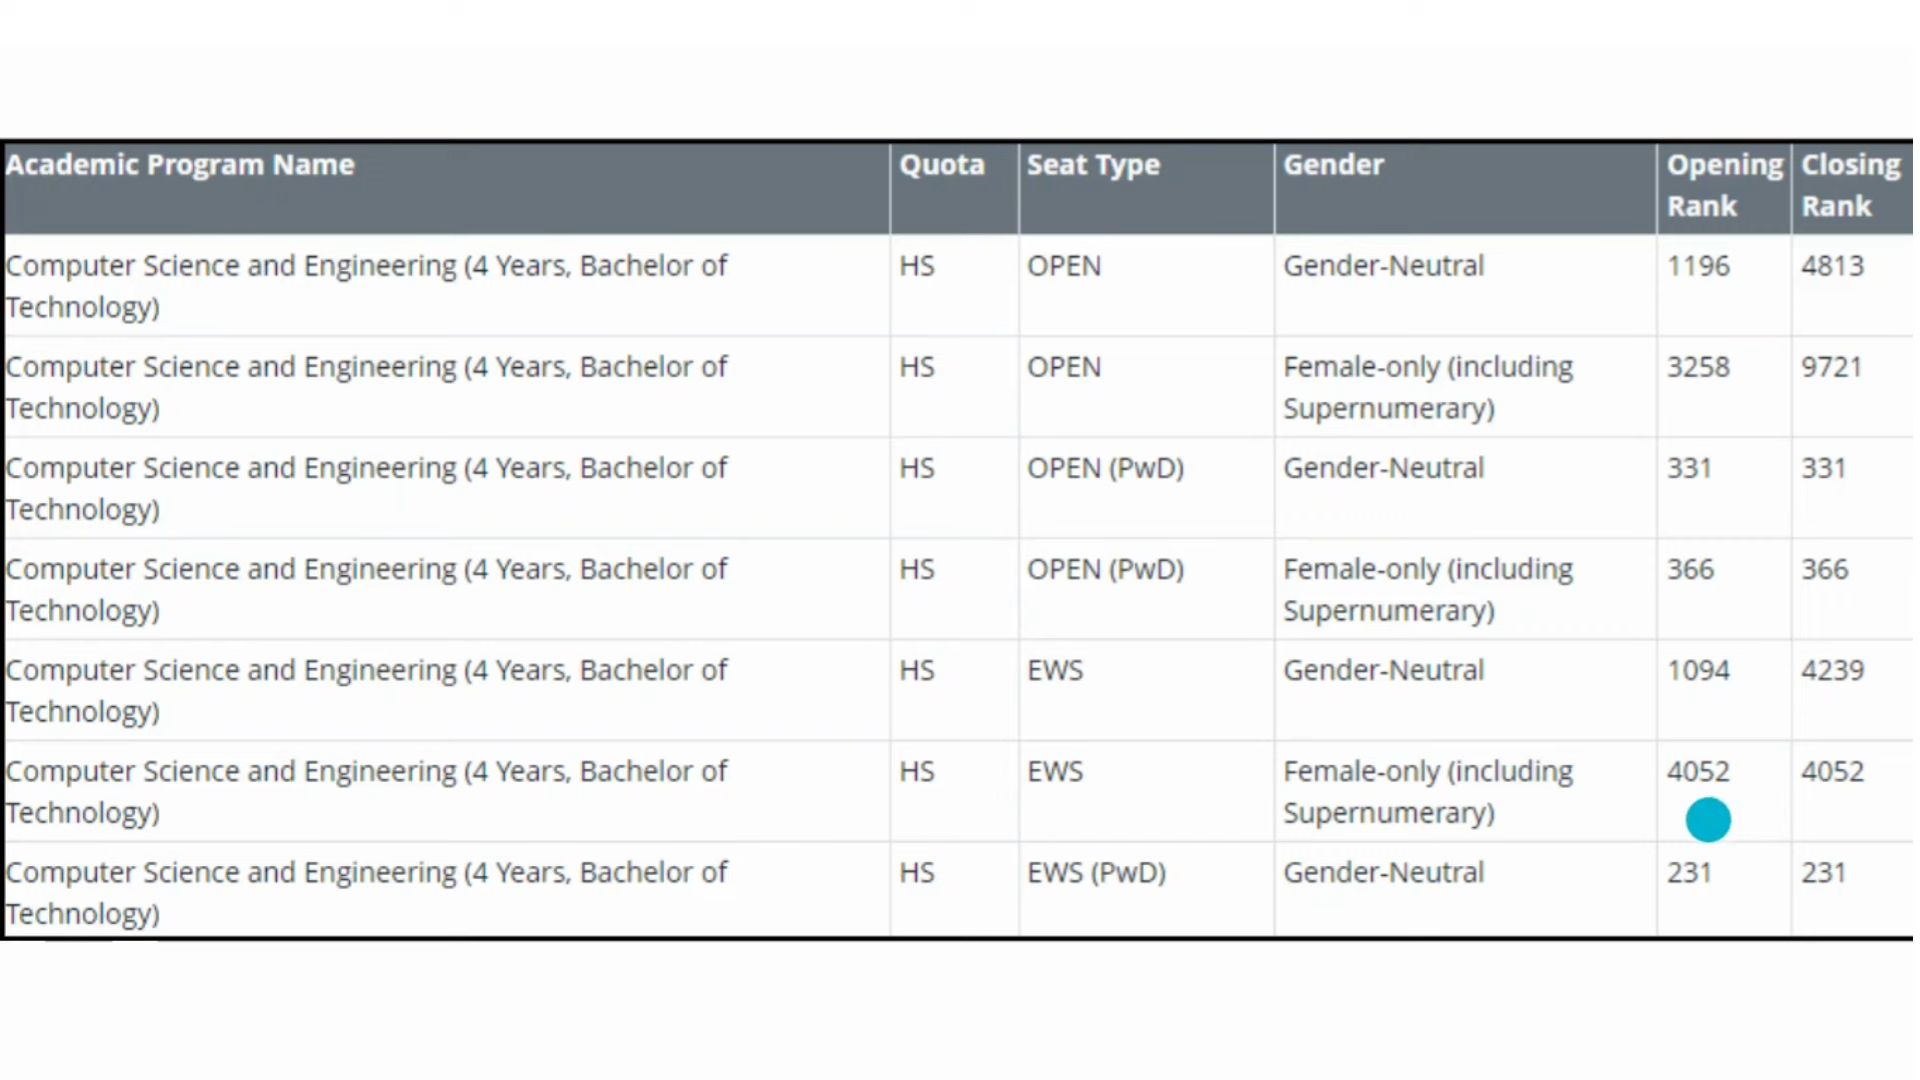 Academic Program Name Quota Seat Type Gender Opening Rank Closing Rank
Computer Science and Engineering (4 Years, Bachelor of Technology) HS OPEN Gender-Neutral 1196 4813
Computer Science and Engineering (4 Years, Bachelor of Technology) HS OPEN Female-only (including Supernumerary) 3258 9721
Computer Science and Engineering (4 Years, Bachelor of Technology) HS OPEN (PwD) Gender-Neutral 331 331
Computer Science and Engineering (4 Years, Bachelor of Technology) HS OPEN (PwD) Female-only (including Supernumerary) 366 366
Computer Science and Engineering (4 Years, Bachelor of Technology) HS EWS Gender-Neutral 1094 4239
Computer Science and Engineering (4 Years, Bachelor of Technology) HS EWS Female-only (including Supernumerary) 4052 4052
Computer Science and Engineering (4 Years, Bachelor of Technology) HS EWS (PwD) Gender-Neutral 231 231